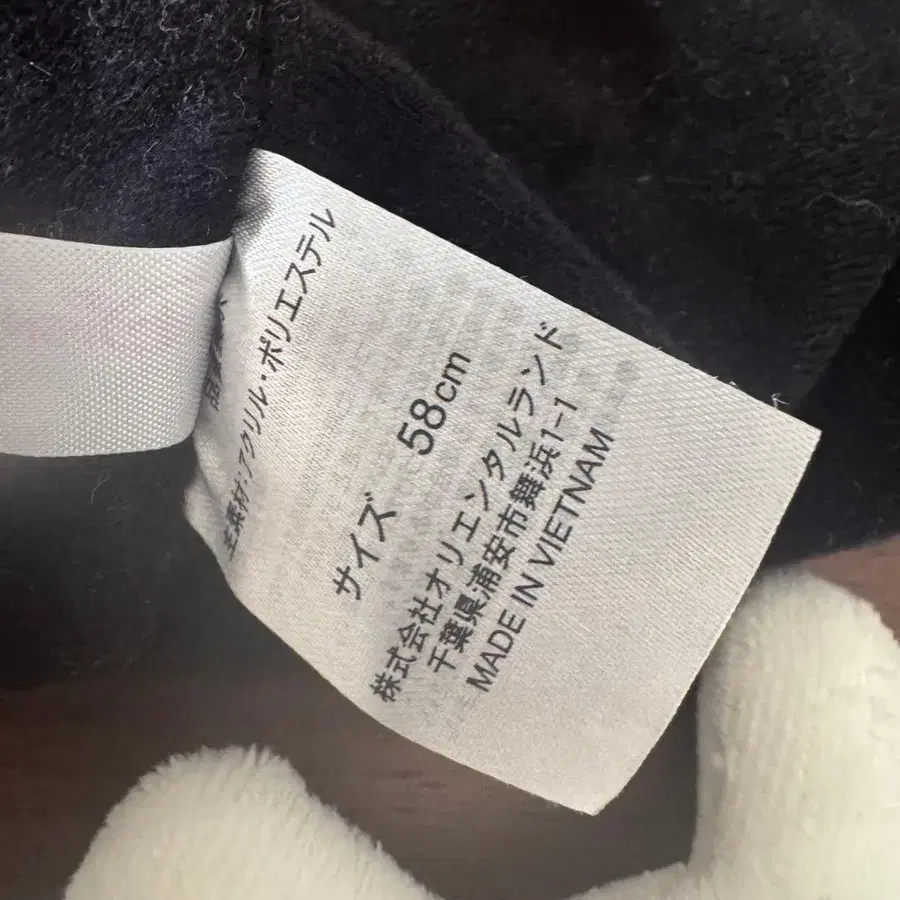 主素材：アクリル・ポリエステル
サイズ 58cm
株式会社オリエンタルランド
千葉県浦安市舞浜1-1
MADE IN VIETNAM